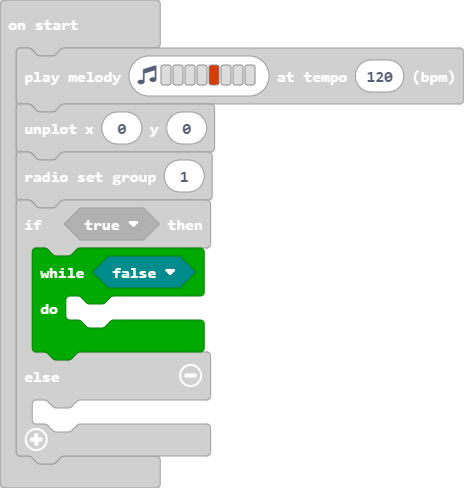 on start
play melody at tempo 120 (bpm)
unplot x 0 y 0
radio set group 1
if true then
while false
do
else